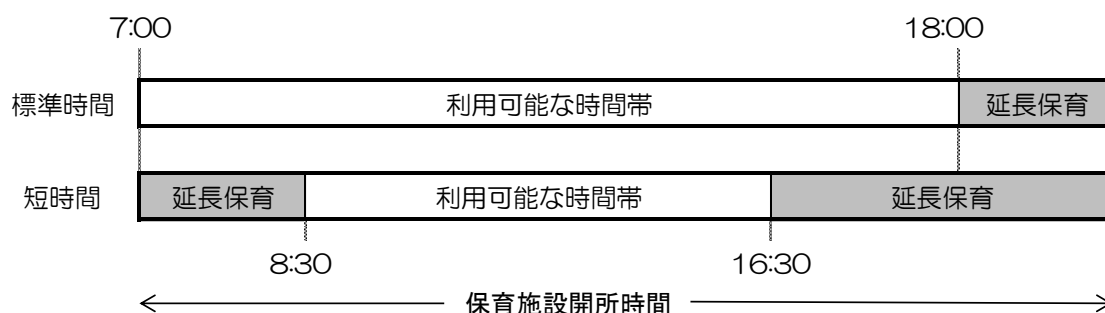 7:00 18:00
標準時間 利用可能な時間帯 延長保育
短時間 延長保育 利用可能な時間帯 延長保育
8:30 16:30
保育施設開所時間